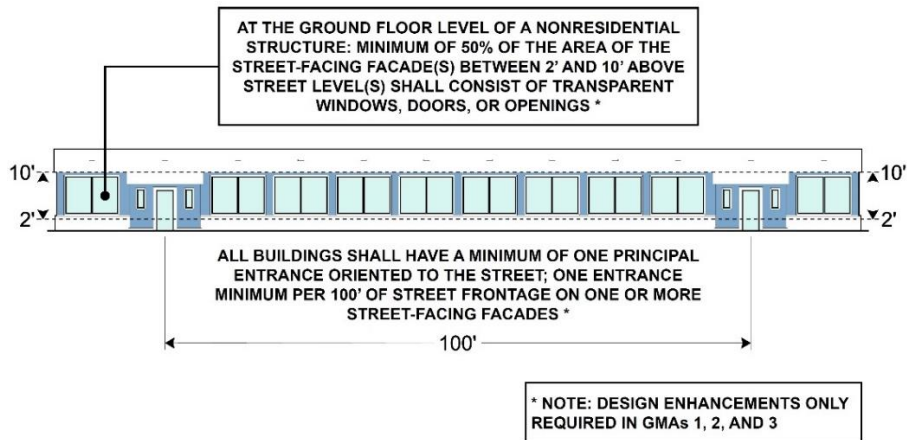 AT THE GROUND FLOOR LEVEL OF A NONRESIDENTIAL
STRUCTURE: MINIMUM OF 50% OF THE AREA OF THE
STREET-FACING FACADE(S) BETWEEN 2' AND 10' ABOVE
STREET LEVEL(S) SHALL CONSIST OF TRANSPARENT
WINDOWS, DOORS, OR OPENINGS *
10'
10'
2'
2'
ALL BUILDINGS SHALL HAVE A MINIMUM OF ONE PRINCIPAL
ENTRANCE ORIENTED TO THE STREET; ONE ENTRANCE
MINIMUM PER 100' OF STREET FRONTAGE ON ONE OR MORE
STREET-FACING FACADES *
100'
* NOTE: DESIGN ENHANCEMENTS ONLY
REQUIRED IN GMAs 1, 2, AND 3